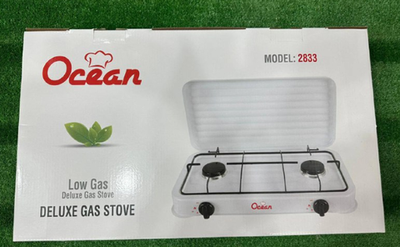 Ocean
MODEL: 2833
Low Gas
Deluxe Gas Stove
DELUXE GAS STOVE
Ocean